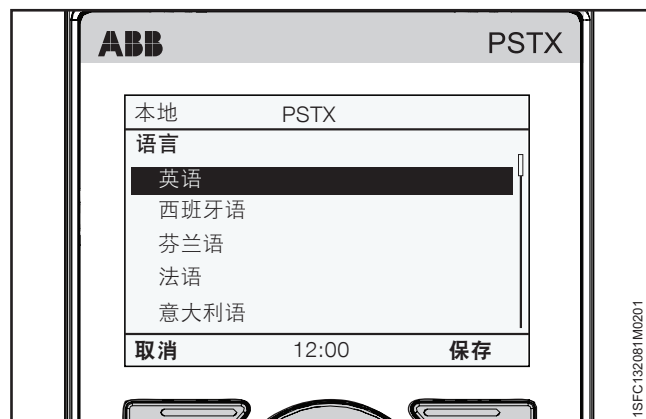 ABB PSTX
本地 PSTX
语言
英语
西班牙语
芬兰语
法语
意大利语
取消 12:00 保存
1SFC132081M0201